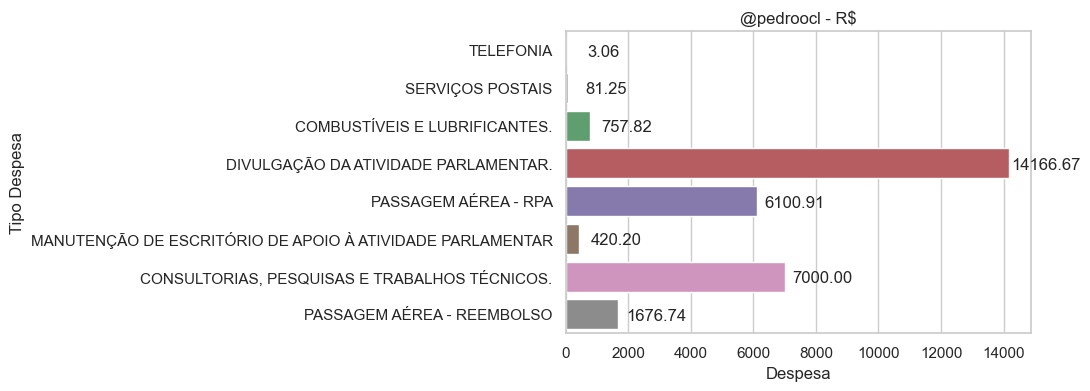 @pedroocl - R$
Tipo Despesa
TELEFONIA 3.06
SERVIÇOS POSTAIS 81.25
COMBUSTÍVEIS E LUBRIFICANTES. 757.82
DIVULGAÇÃO DA ATIVIDADE PARLAMENTAR. 14166.67
PASSAGEM AÉREA - RPA 6100.91
MANUTENÇÃO DE ESCRITÓRIO DE APOIO À ATIVIDADE PARLAMENTAR 420.20
CONSULTORIAS, PESQUISAS E TRABALHOS TÉCNICOS. 7000.00
PASSAGEM AÉREA - REEMBOLSO 1676.74
0 2000 4000 6000 8000 10000 12000 14000
Despesa